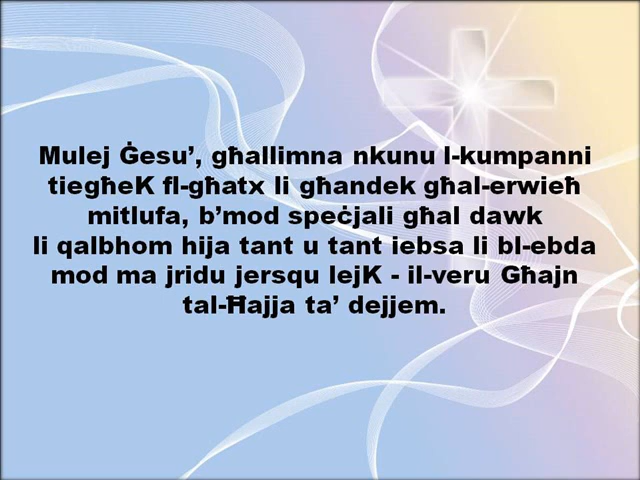 Mulej Ġesu’, għallimna nkunu l-kumpanni
tiegħeK fl-għatx li għandek għal-erwieħ
mitlufa, b’mod speċjali għal dawk
li qalbhom hija tant u tant iebsa li bl-ebda
mod ma jridu jersqu lejK - il-veru Għajn
tal-Ħajja ta’ dejjem.